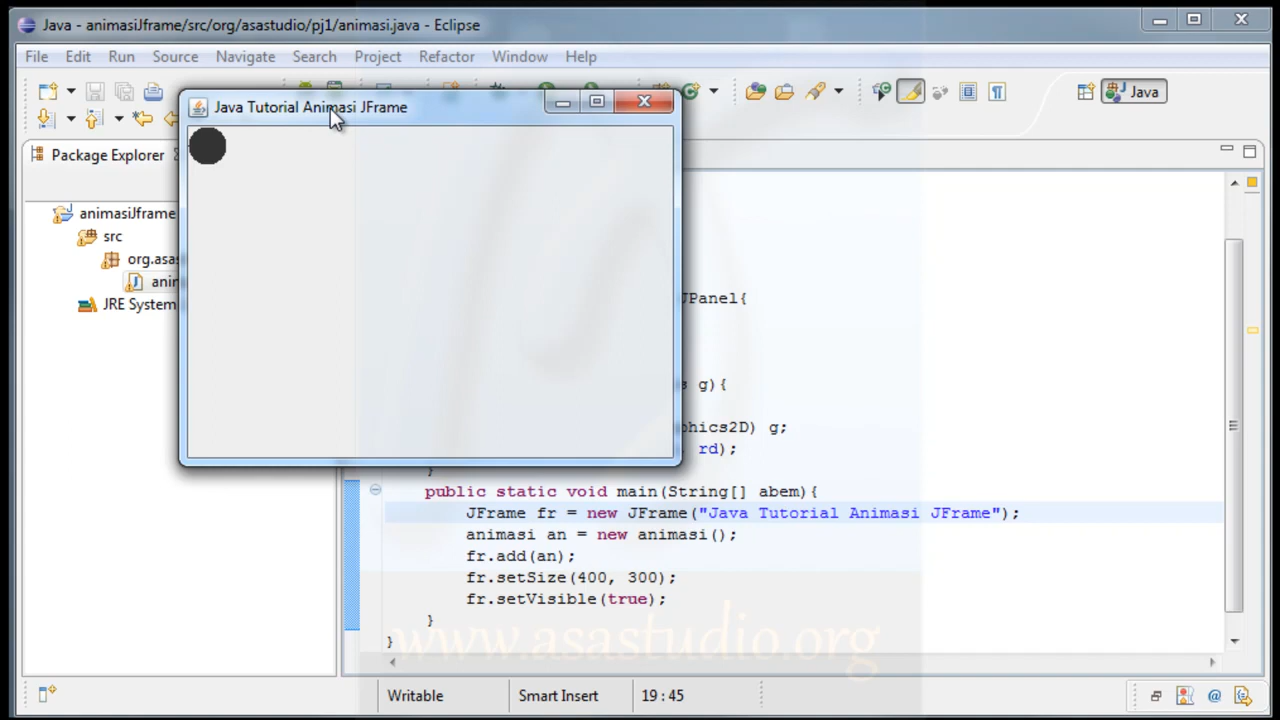 Java - animasiJframe/src/org/asastudio/pj1/animasi.java - Eclipse
File Edit Run Source Navigate Search Project Refactor Window Help
Java
Java Tutorial Animasi JFrame
Package Explorer
animasiJframe
src
org.asas
anim
JRE System
JPanel{
s g){
phics2D) g;
rd);
}
public static void main(String[] abem){
JFrame fr = new JFrame("Java Tutorial Animasi JFrame");
animasi an = new animasi();
fr.add(an);
fr.setSize(400, 300);
fr.setVisible(true);
}
}
www.asastudio.org
Writable Smart Insert 19 : 45